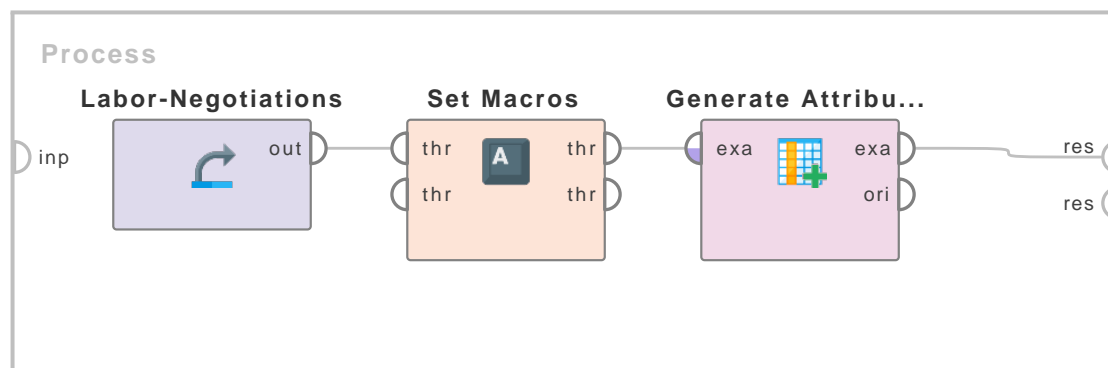 Process
Labor-Negotiations Set Macros Generate Attribu...
inp out thr A thr exa exa res
thr thr ori res